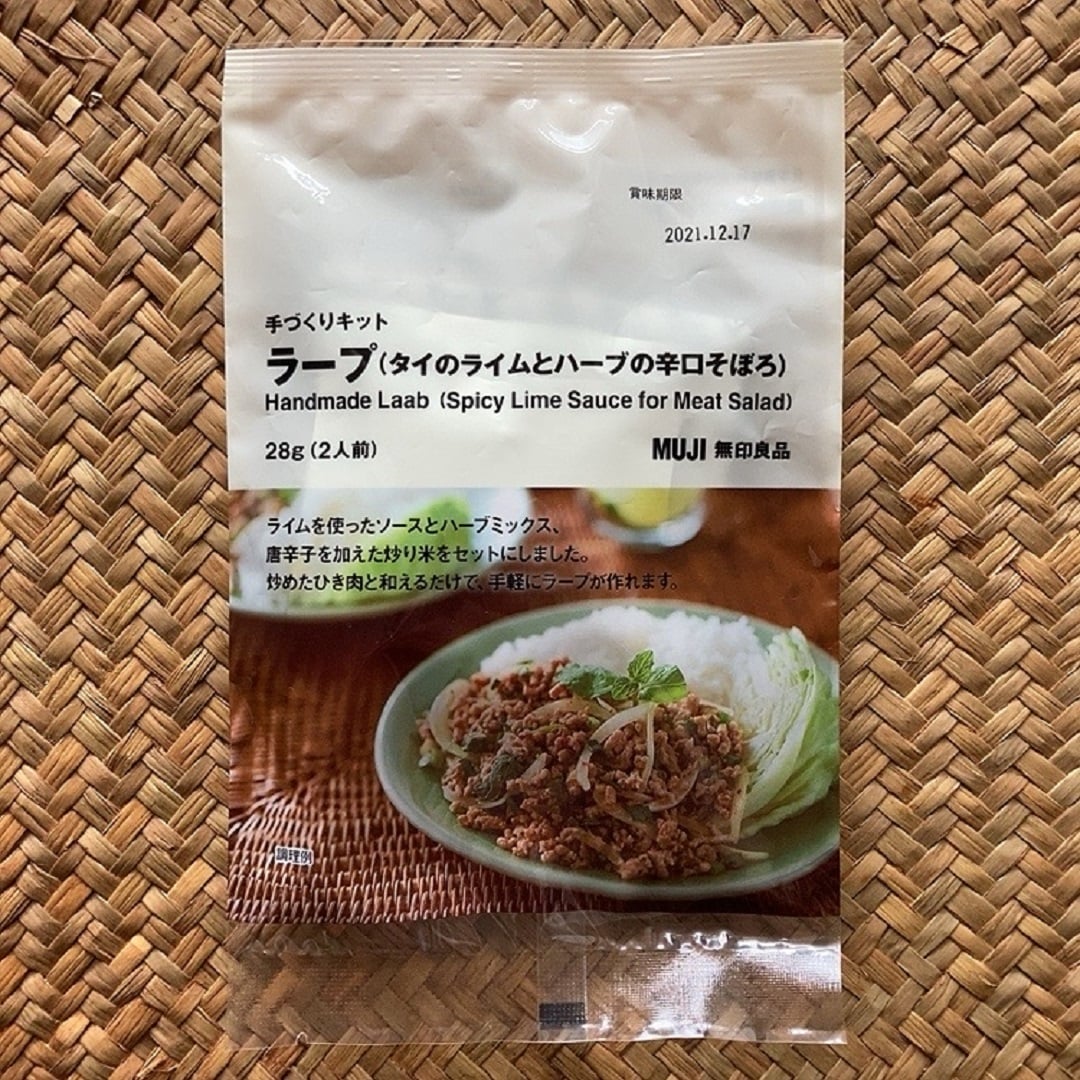 賞味期限
2021.12.17
手づくりキット
ラープ(タイのライムとハーブの辛口そぼろ)
Handmade Laab (Spicy Lime Sauce for Meat Salad)
28g(2人前)
MUJI 無印良品
ライムを使ったソースとハーブミックス、
唐辛子を加えた炒り米をセットにしました。
炒めたひき肉と和えるだけで、手軽にラープが作れます。
調理例